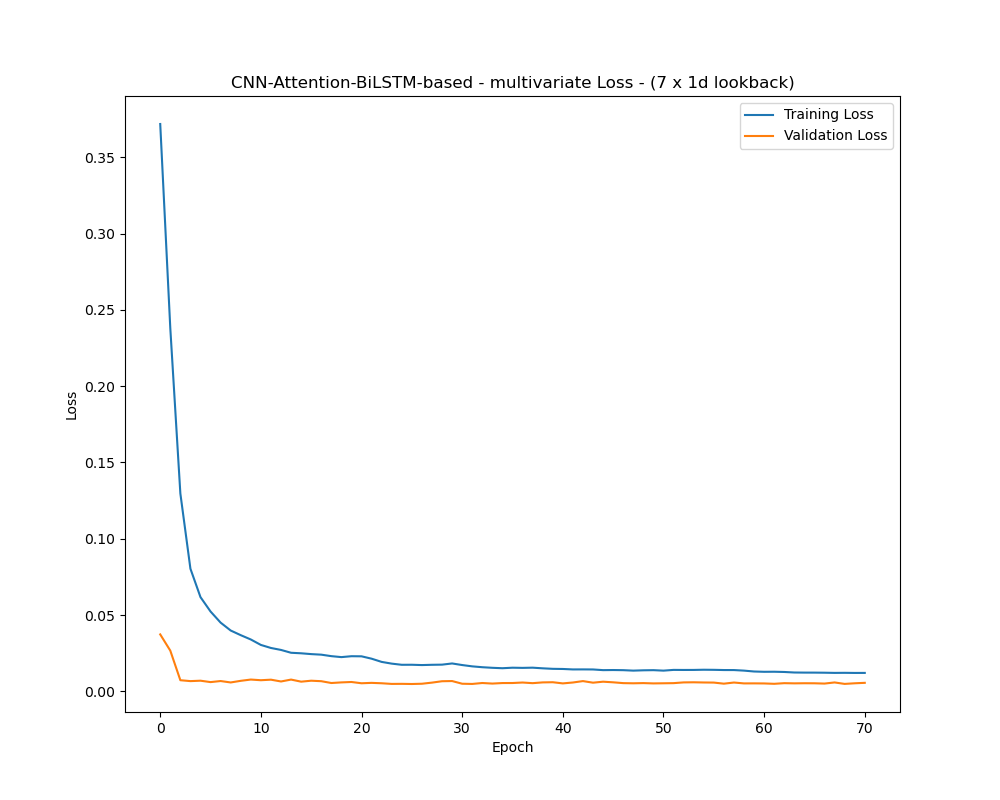 CNN-Attention-BiLSTM-based - multivariate Loss - (7 x 1d lookback)
Training Loss
Validation Loss
0.35
0.30
0.25
0.20
0.15
0.10
0.05
0.00
Loss
0 10 20 30 40 50 60 70
Epoch